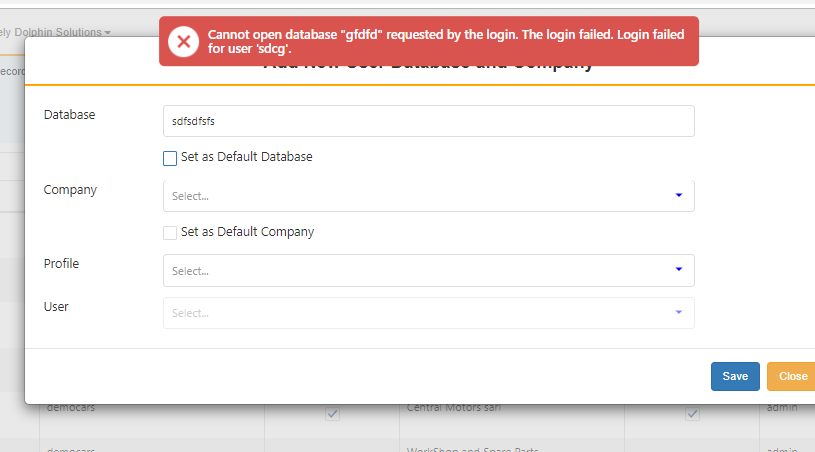 ely Dolphin Solutions
Cannot open database "gfdfd" requested by the login. The login failed. Login failed
for user 'sdcg'.
Add New User Database and Company
ecord
Database
sdfsdfsfs
Set as Default Database
Company
Select...
Set as Default Company
Profile
Select...
User
Select...
Save Close
democars Central Motors sarl admin
democars WorkShop and Spare Parts admin